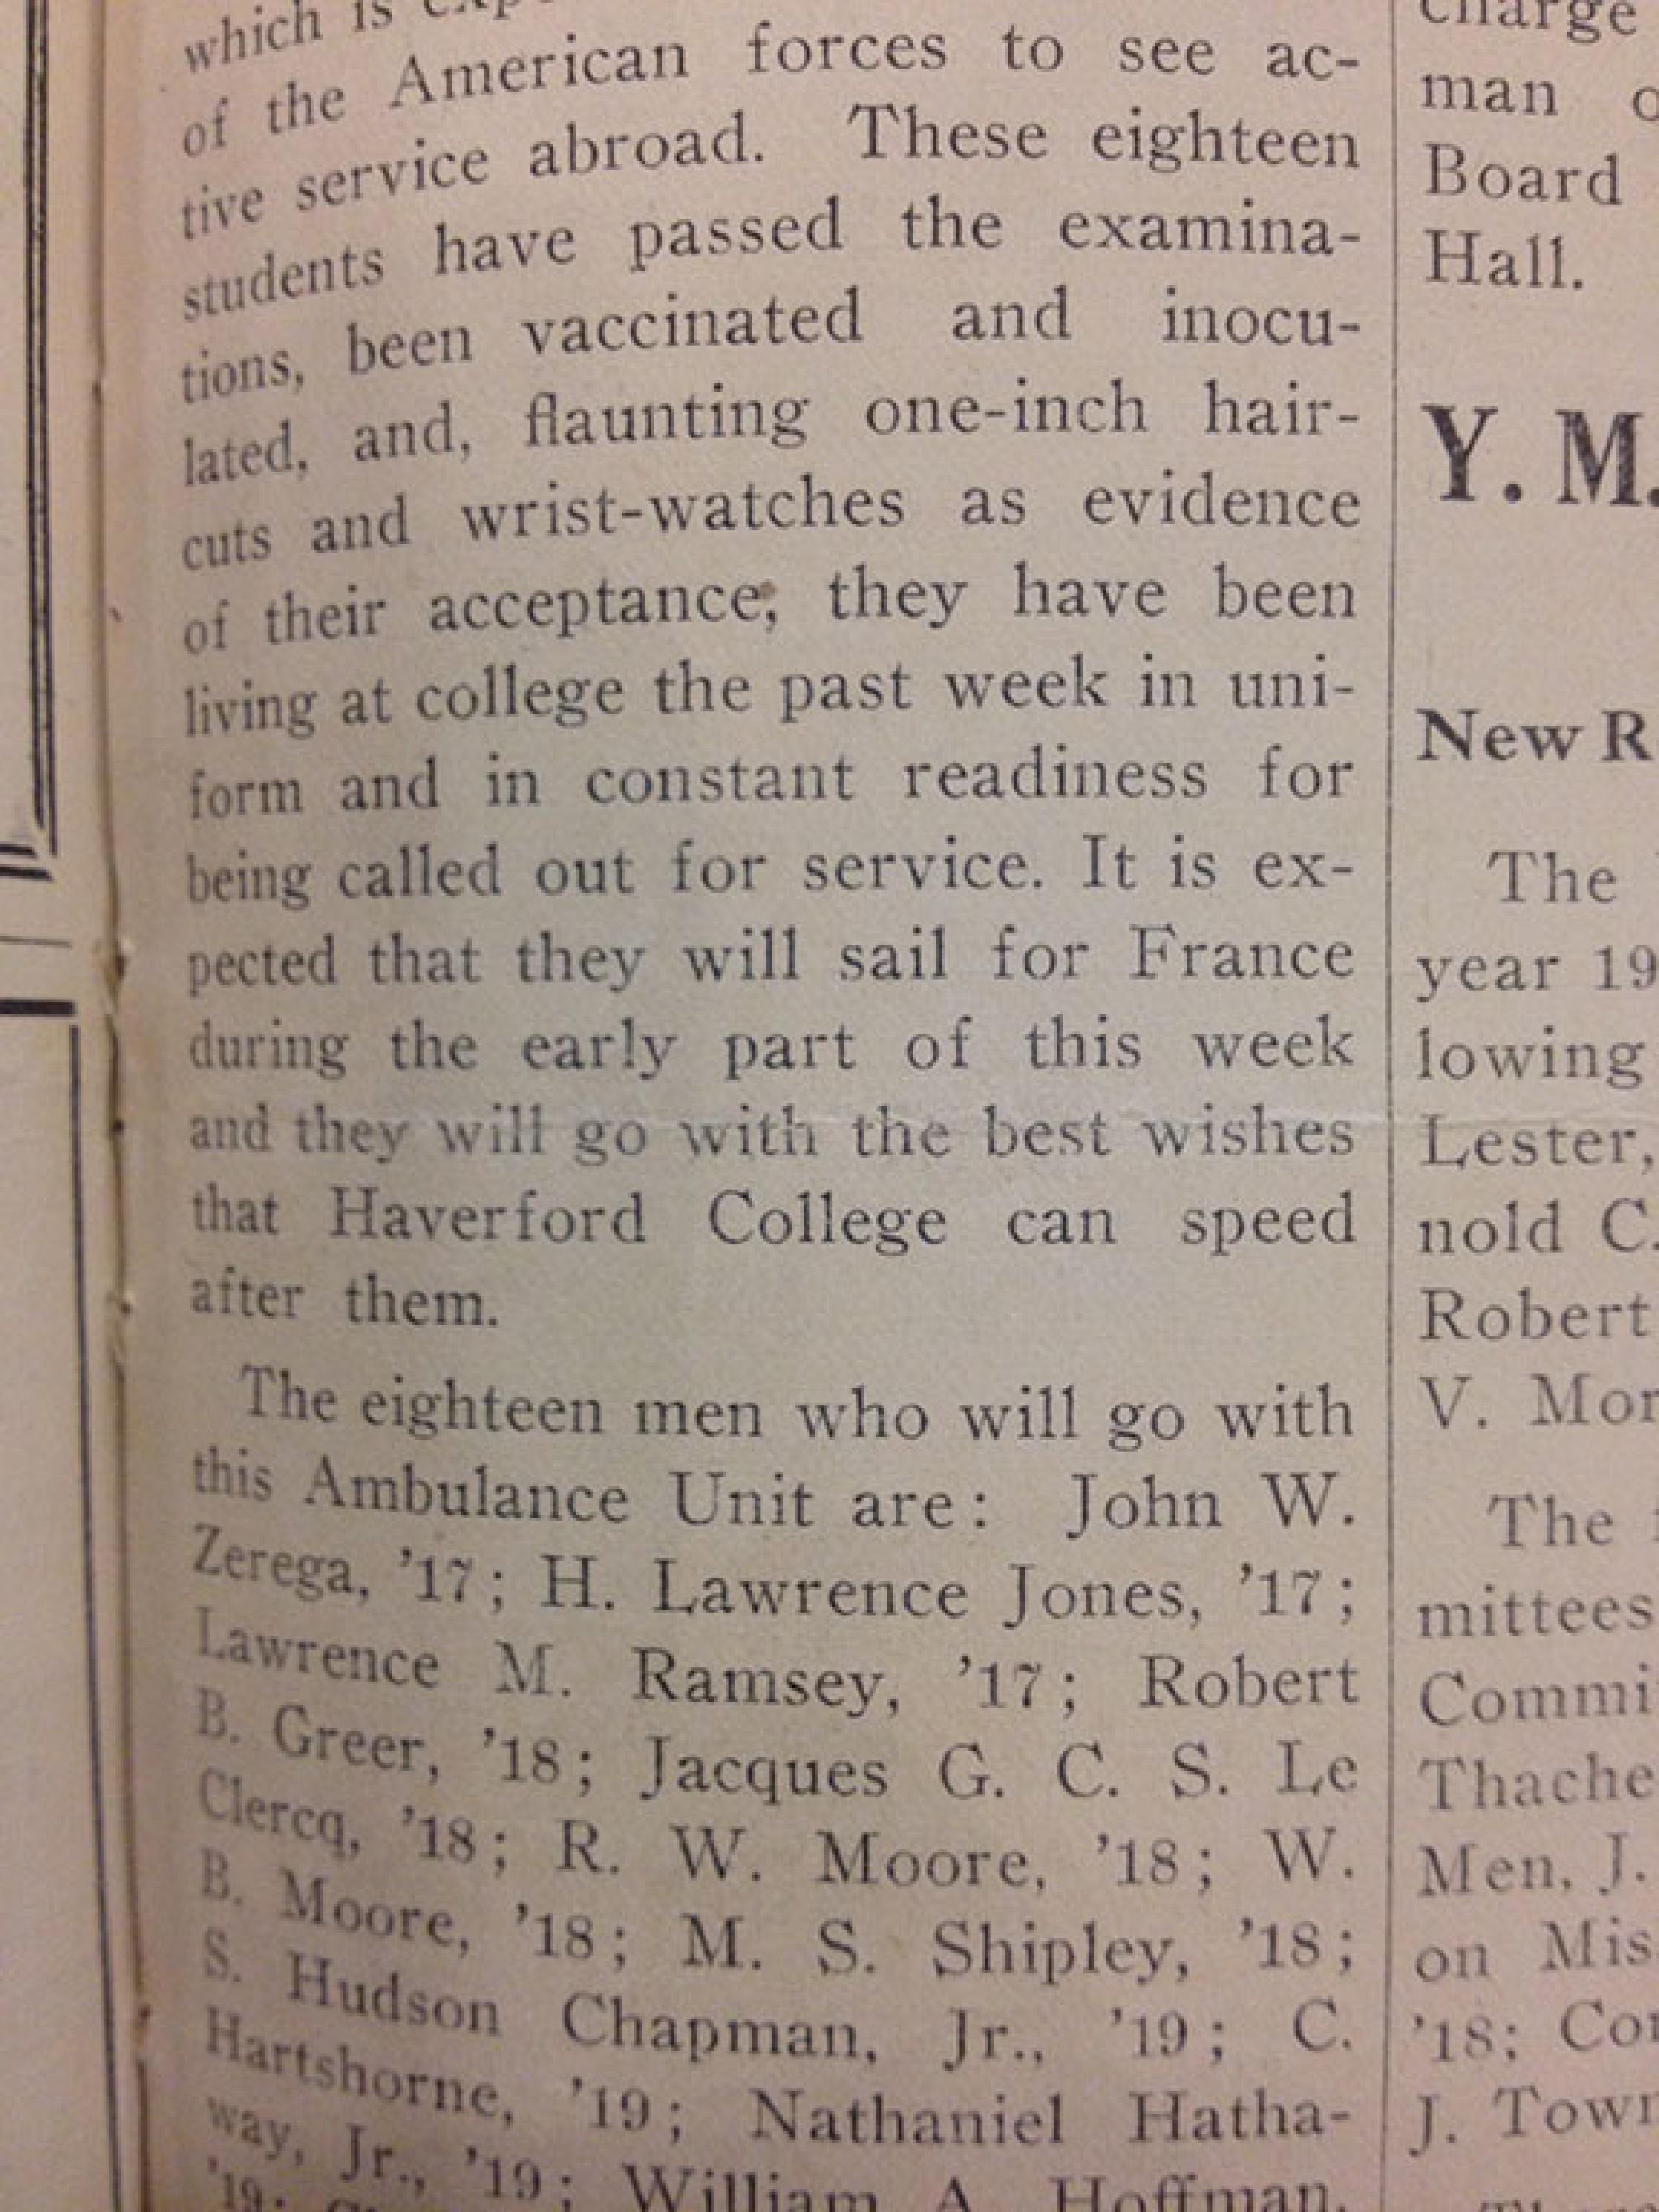 which is
of the American forces to see ac-
tive service abroad. These eighteen
students have passed the examina-
tions, been vaccinated and inocu-
lated, and, flaunting one-inch hair-
cuts and wrist-watches as evidence
of their acceptance, they have been
living at college the past week in uni-
form and in constant readiness for
being called out for service. It is ex-
pected that they will sail for France
during the early part of this week
and they will go with the best wishes
that Haverford College can speed
after them.
The eighteen men who will go with
this Ambulance Unit are: John W.
Zerega, '17; H. Lawrence Jones, '17;
Lawrence M. Ramsey, '17; Robert
B. Greer, '18; Jacques G. C. S. Le
Clercq, '18; R. W. Moore, '18; W.
B. Moore, '18; M. S. Shipley, '18;
S. Hudson Chapman, Jr., '19; C.
Hartshorne, '19; Nathaniel Hatha-
way, Jr., '19; William A. Hoffman,
'19;
charge
man
Board
Hall.
Y. M.
New R
The
year 19
lowing
Lester,
nold C.
Robert
V. Mor
The
mittees
Commi
Thache
Men, J.
on Mis
'18; Co
J. Town